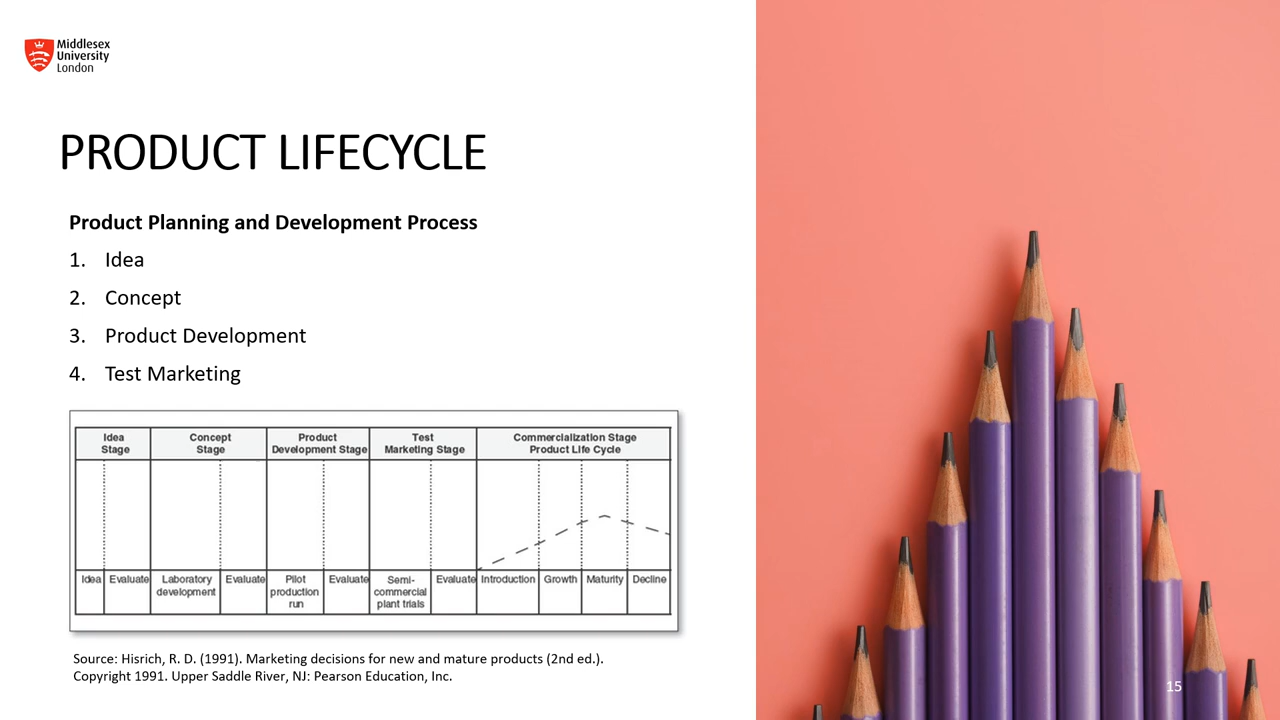 Middlesex
University
London
PRODUCT LIFECYCLE
Product Planning and Development Process
1. Idea
2. Concept
3. Product Development
4. Test Marketing
Idea
Stage
Concept
Stage
Product
Development Stage
Test
Marketing Stage
Commercialization Stage
Product Life Cycle
Idea
Evaluate
Laboratory
development
Evaluate
Pilot
production
run
Evaluate
Semi-
commercial
plant trials
Evaluate
Introduction
Growth
Maturity
Decline
Source: Hisrich, R. D. (1991). Marketing decisions for new and mature products (2nd ed.).
Copyright 1991. Upper Saddle River, NJ: Pearson Education, Inc.
15